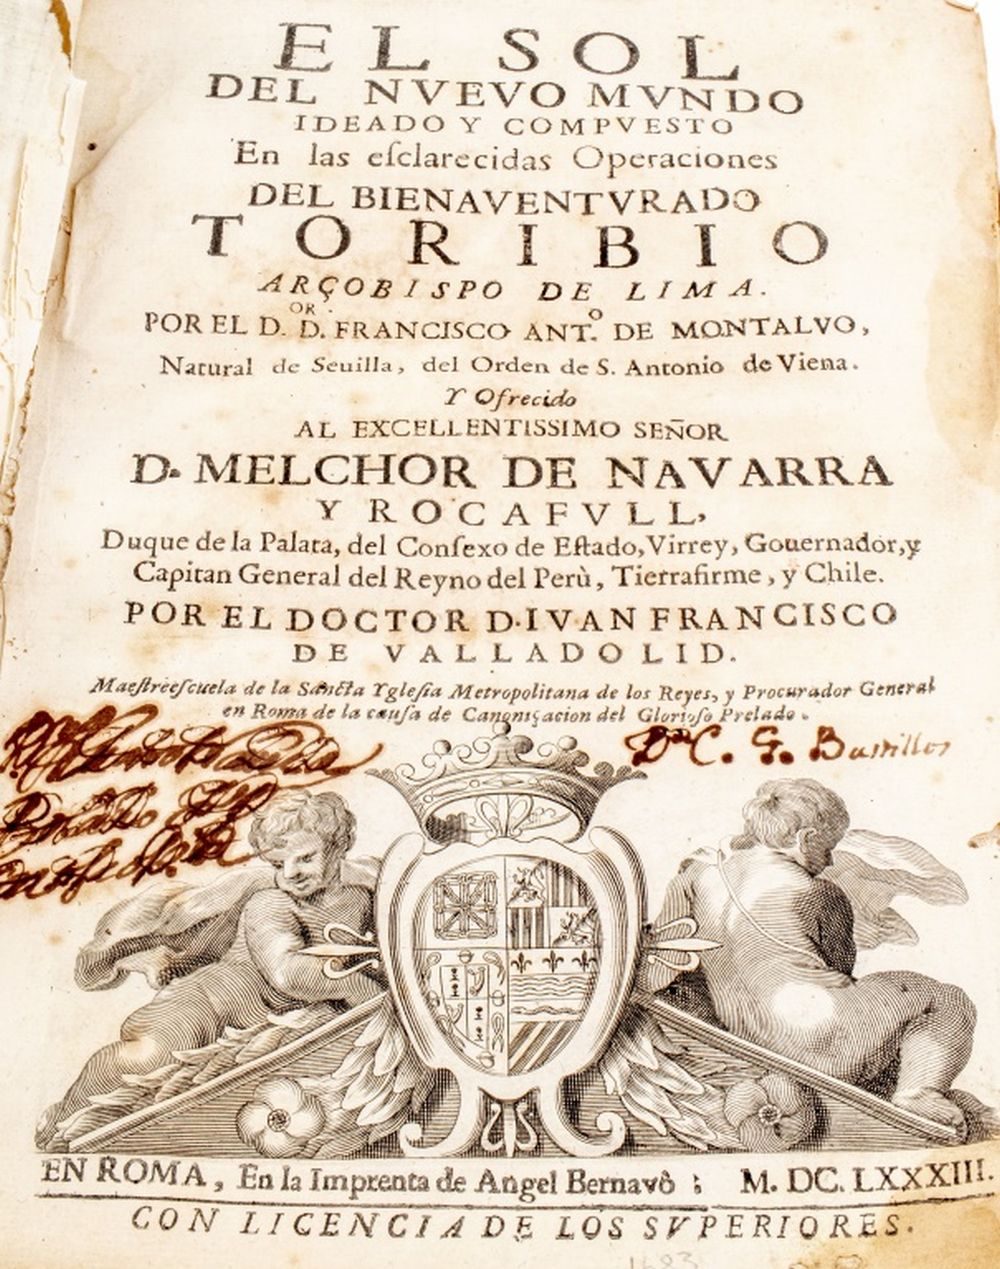 EL SOL
DEL NVEVO MVNDO
IDEADO Y COMPVESTO
En las esclarecidas Operaciones
DEL BIENAVENTVRADO
TORIBIO
ARÇOBISPO DE LIMA.
POR EL D.OR D. FRANCISCO ANT.O DE MONTALVO,
Natural de Seuilla, del Orden de S. Antonio de Viena.
Y Ofrecido
AL EXCELLENTISSIMO SEÑOR
D. MELCHOR DE NAVARRA
Y ROCAFVLL,
Duque de la Palata, del Consexo de Estado, Virrey, Gouernador, y
Capitan General del Reyno del Perù, Tierrafirme, y Chile.
POR EL DOCTOR D. IVAN FRANCISCO
DE VALLADOLID.
Maestreescuela de la Sancta Yglesia Metropolitana de los Reyes, y Procurador General
en Roma de la causa de Canoniçacion del Glorioso Prelado.
C. G. Bustillos
EN ROMA, En la Imprenta de Angel Bernavò; M. DC. LXXXIII.
CON LICENCIA DE LOS SVPERIORES.
1683